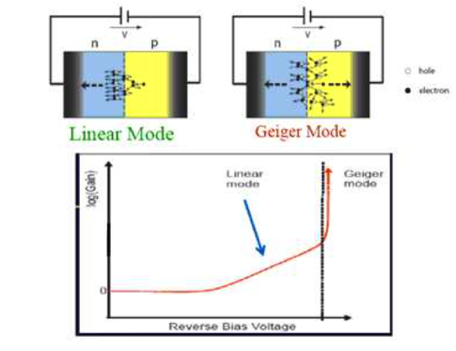 V
V
n p
n p
hole
electron
Linear Mode
Geiger Mode
log(Gain)
Linear
mode
Geiger
mode
0
Reverse Bias Voltage